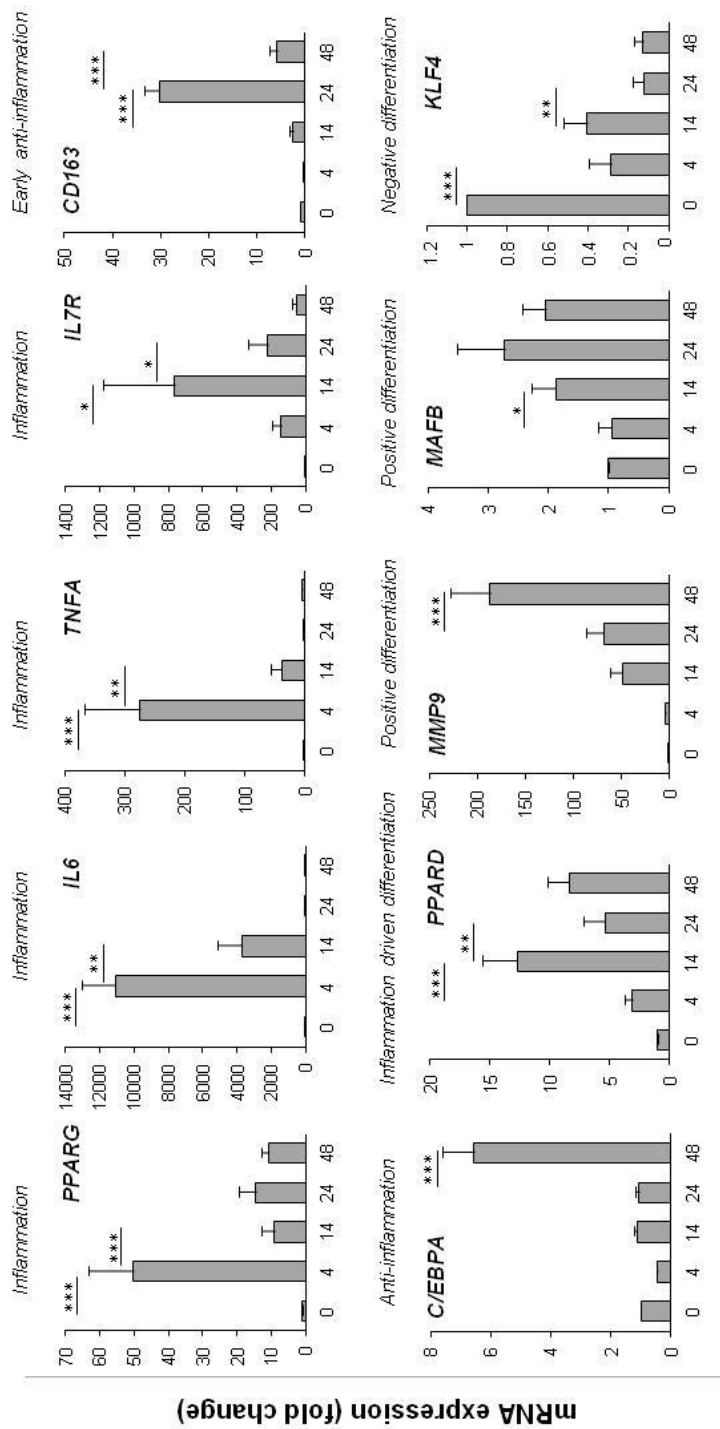 mRNA expression (fold change)
Inflammation
PPARG
***
***
70
60
50
40
30
20
10
0
0 4 14 24 48
Inflammation
IL6
***
**
14000
12000
10000
8000
6000
4000
2000
0
0 4 14 24 48
Inflammation
TNFA
***
**
400
300
200
100
0
0 4 14 24 48
Inflammation
IL7R
*
*
1400
1200
1000
800
600
400
200
0
0 4 14 24 48
Early anti-inflammation
CD163
***
***
50
40
30
20
10
0
0 4 14 24 48
Anti-inflammation
C/EBPA
***
8
6
4
2
0
0 4 14 24 48
Inflammation driven differentiation
PPARD
***
**
20
15
10
5
0
0 4 14 24 48
Positive differentiation
MMP9
***
250
200
150
100
50
0
0 4 14 24 48
Positive differentiation
MAFB
*
4
3
2
1
0
0 4 14 24 48
Negative differentiation
KLF4
***
**
1.2
1
0.8
0.6
0.4
0.2
0
0 4 14 24 48